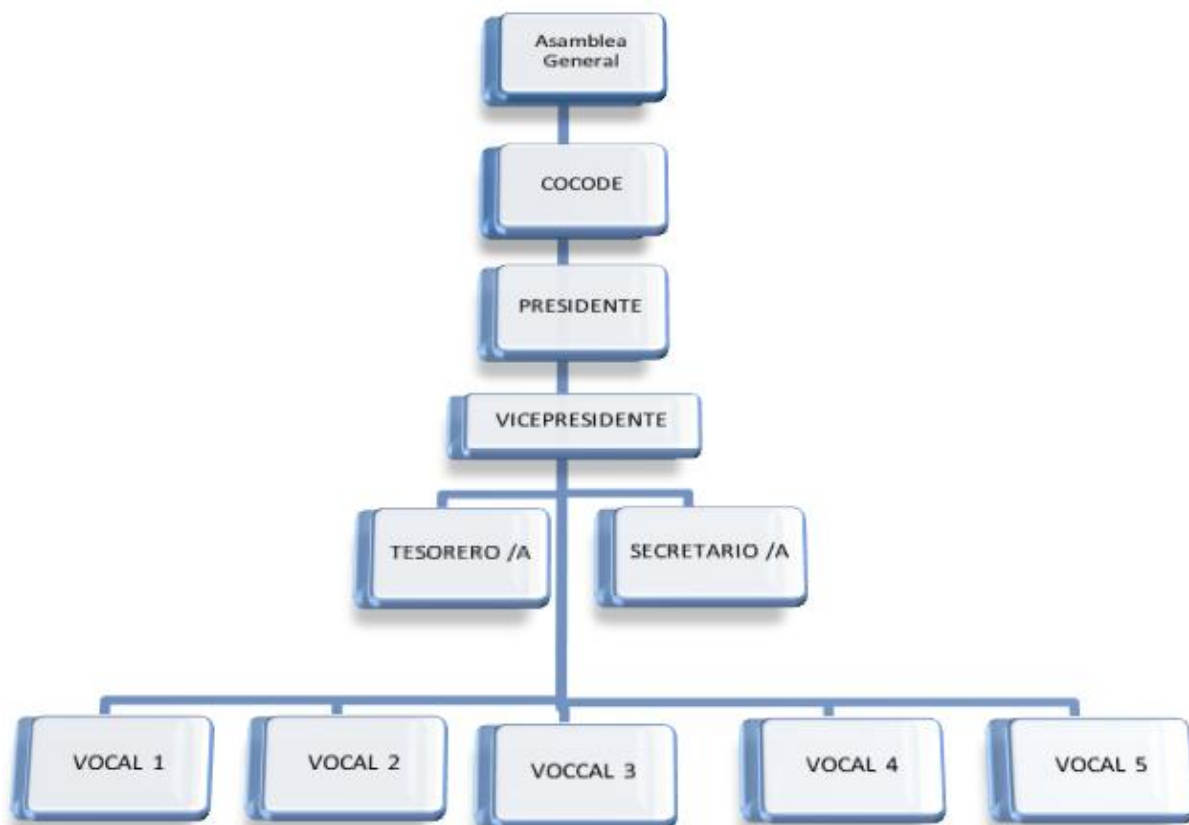 Asamblea
General
COCODE
PRESIDENTE
VICEPRESIDENTE
TESORERO /A
SECRETARIO /A
VOCAL 1
VOCAL 2
VOCCAL 3
VOCAL 4
VOCAL 5